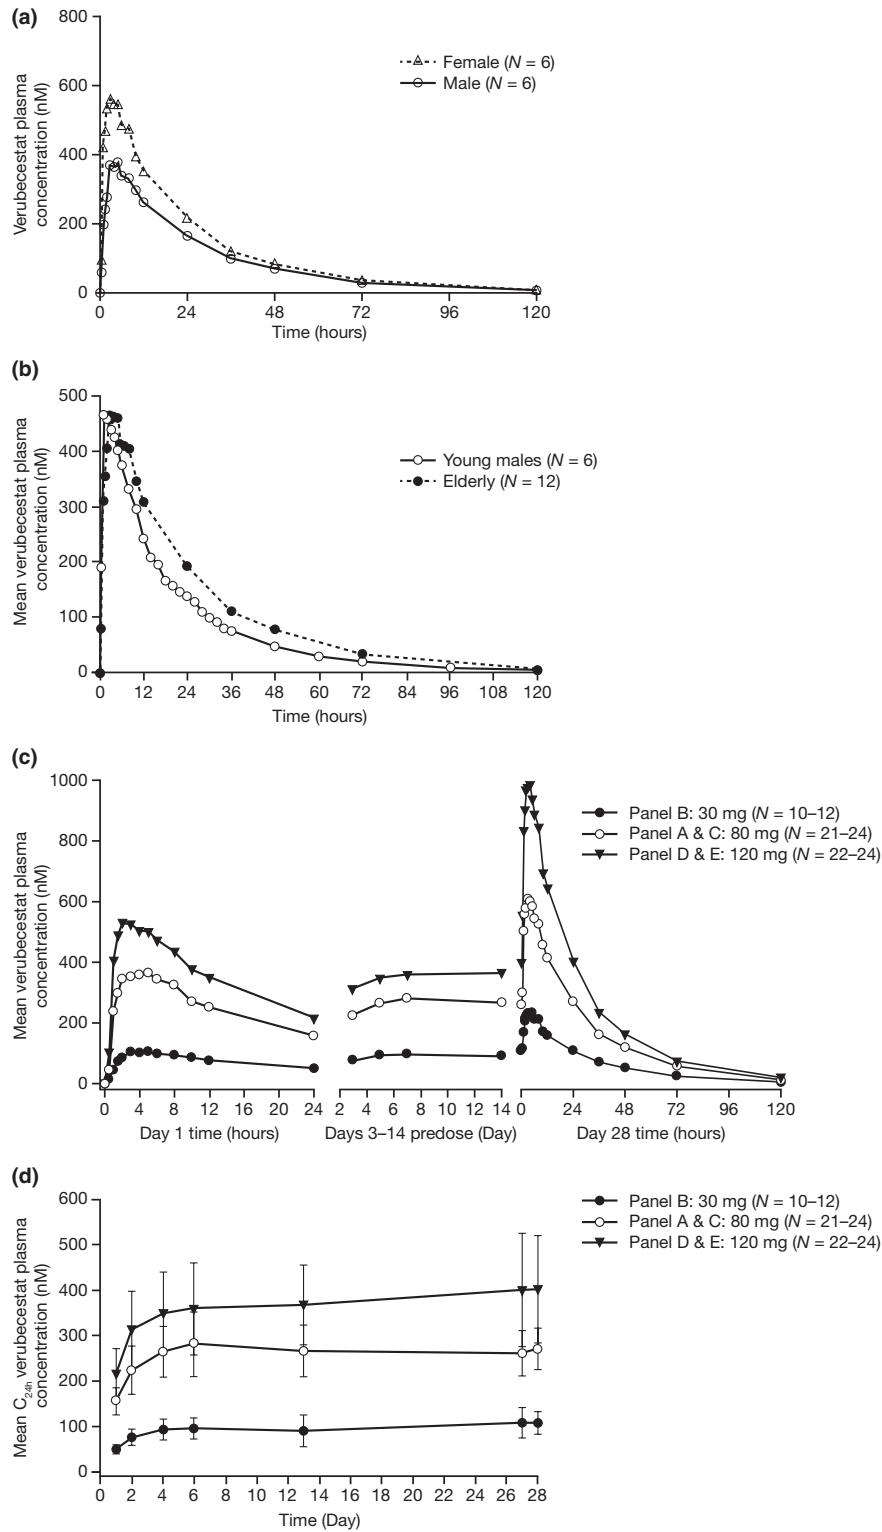 (a)
800
600
400
200
0
Verubecestat plasma
concentration (nM)
Female (N = 6)
Male (N = 6)
0 24 48 72 96 120
Time (hours)
(b)
500
400
300
200
100
0
Mean verubecestat plasma
concentration (nM)
Young males (N = 6)
Elderly (N = 12)
0 12 24 36 48 60 72 84 96 108 120
Time (hours)
(c)
1000
800
600
400
200
0
Mean verubecestat plasma
concentration (nM)
Panel B: 30 mg (N = 10–12)
Panel A & C: 80 mg (N = 21–24)
Panel D & E: 120 mg (N = 22–24)
0 4 8 12 16 20 24 2 4 6 8 10 12 14 0 24 48 72 96 120
Day 1 time (hours) Days 3–14 predose (Day) Day 28 time (hours)
(d)
600
500
400
300
200
100
0
Mean C24h verubecestat plasma
concentration (nM)
Panel B: 30 mg (N = 10–12)
Panel A & C: 80 mg (N = 21–24)
Panel D & E: 120 mg (N = 22–24)
0 2 4 6 8 10 12 13 14 16 18 20 22 24 26 28
Time (Day)